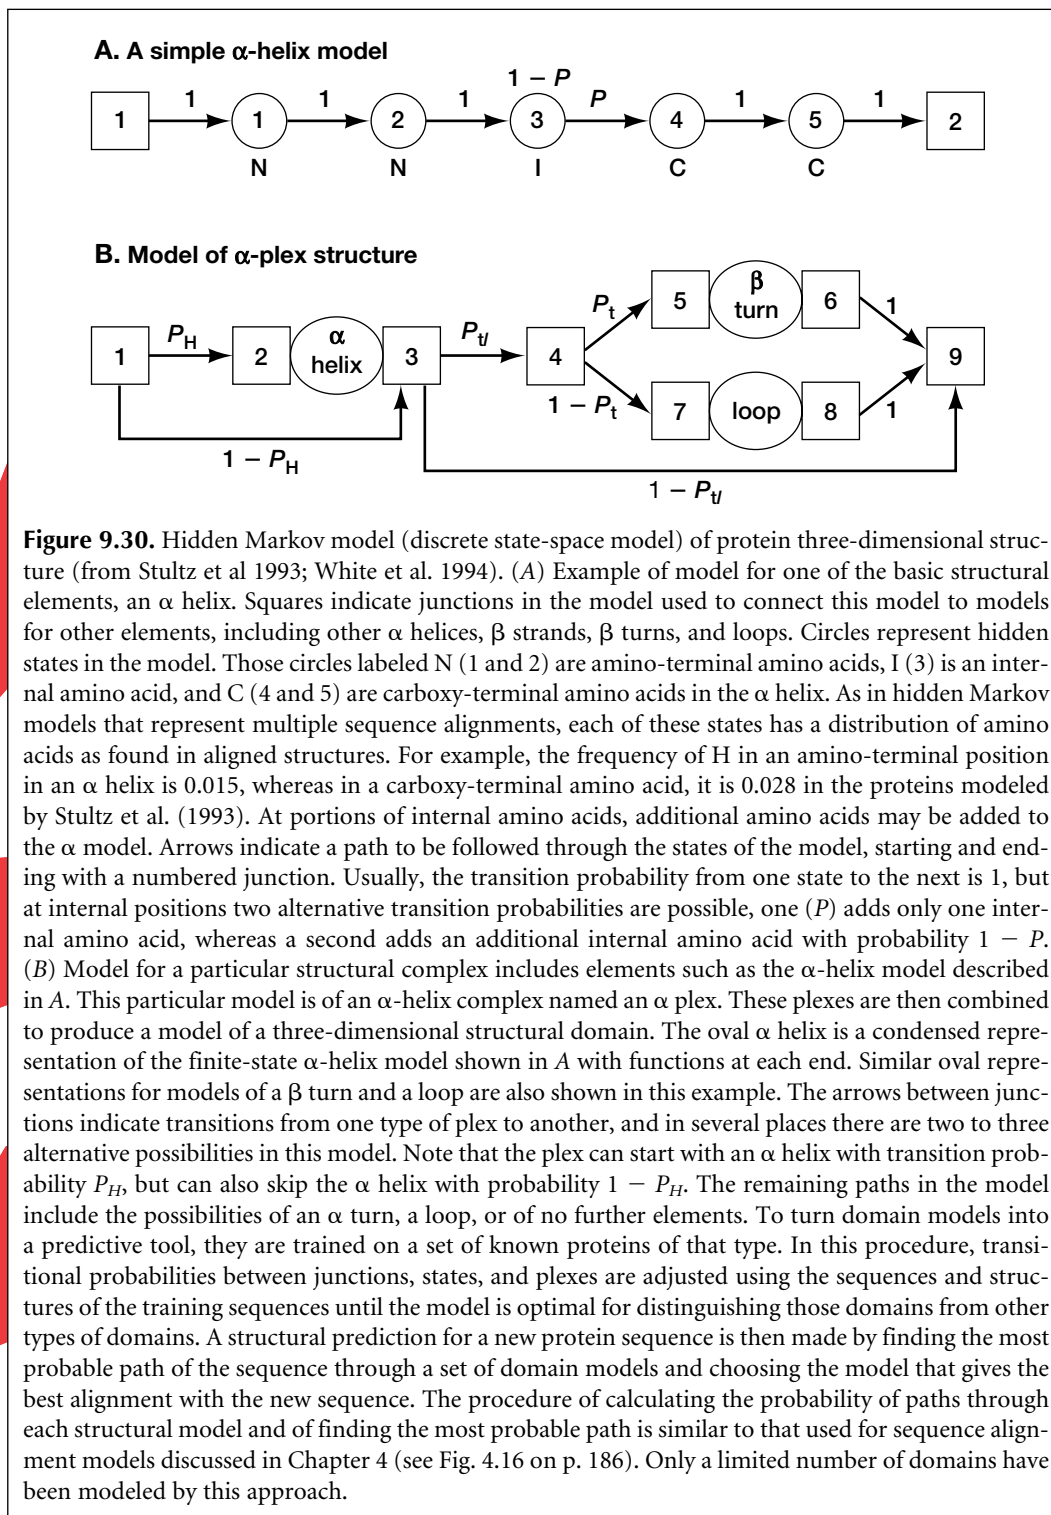 A. A simple α-helix model
1 − P
1 1 1 P 1 1
1 1 2 3 4 5 2
N N I C C
B. Model of α-plex structure
5 β turn 6
Pt 1
PH Ptl
1 2 α helix 3 4 9
1 − Pt 7 loop 8 1
1 − PH
1 − Ptl
Figure 9.30. Hidden Markov model (discrete state-space model) of protein three-dimensional struc-
ture (from Stultz et al 1993; White et al. 1994). (A) Example of model for one of the basic structural
elements, an α helix. Squares indicate junctions in the model used to connect this model to models
for other elements, including other α helices, β strands, β turns, and loops. Circles represent hidden
states in the model. Those circles labeled N (1 and 2) are amino-terminal amino acids, I (3) is an inter-
nal amino acid, and C (4 and 5) are carboxy-terminal amino acids in the α helix. As in hidden Markov
models that represent multiple sequence alignments, each of these states has a distribution of amino
acids as found in aligned structures. For example, the frequency of H in an amino-terminal position
in an α helix is 0.015, whereas in a carboxy-terminal amino acid, it is 0.028 in the proteins modeled
by Stultz et al. (1993). At portions of internal amino acids, additional amino acids may be added to
the α model. Arrows indicate a path to be followed through the states of the model, starting and end-
ing with a numbered junction. Usually, the transition probability from one state to the next is 1, but
at internal positions two alternative transition probabilities are possible, one (P) adds only one inter-
nal amino acid, whereas a second adds an additional internal amino acid with probability 1 − P.
(B) Model for a particular structural complex includes elements such as the α-helix model described
in A. This particular model is of an α-helix complex named an α plex. These plexes are then combined
to produce a model of a three-dimensional structural domain. The oval α helix is a condensed repre-
sentation of the finite-state α-helix model shown in A with functions at each end. Similar oval repre-
sentations for models of a β turn and a loop are also shown in this example. The arrows between junc-
tions indicate transitions from one type of plex to another, and in several places there are two to three
alternative possibilities in this model. Note that the plex can start with an α helix with transition prob-
ability PH, but can also skip the α helix with probability 1 − PH. The remaining paths in the model
include the possibilities of an α turn, a loop, or of no further elements. To turn domain models into
a predictive tool, they are trained on a set of known proteins of that type. In this procedure, transi-
tional probabilities between junctions, states, and plexes are adjusted using the sequences and struc-
tures of the training sequences until the model is optimal for distinguishing those domains from other
types of domains. A structural prediction for a new protein sequence is then made by finding the most
probable path of the sequence through a set of domain models and choosing the model that gives the
best alignment with the new sequence. The procedure of calculating the probability of paths through
each structural model and of finding the most probable path is similar to that used for sequence align-
ment models discussed in Chapter 4 (see Fig. 4.16 on p. 186). Only a limited number of domains have
been modeled by this approach.